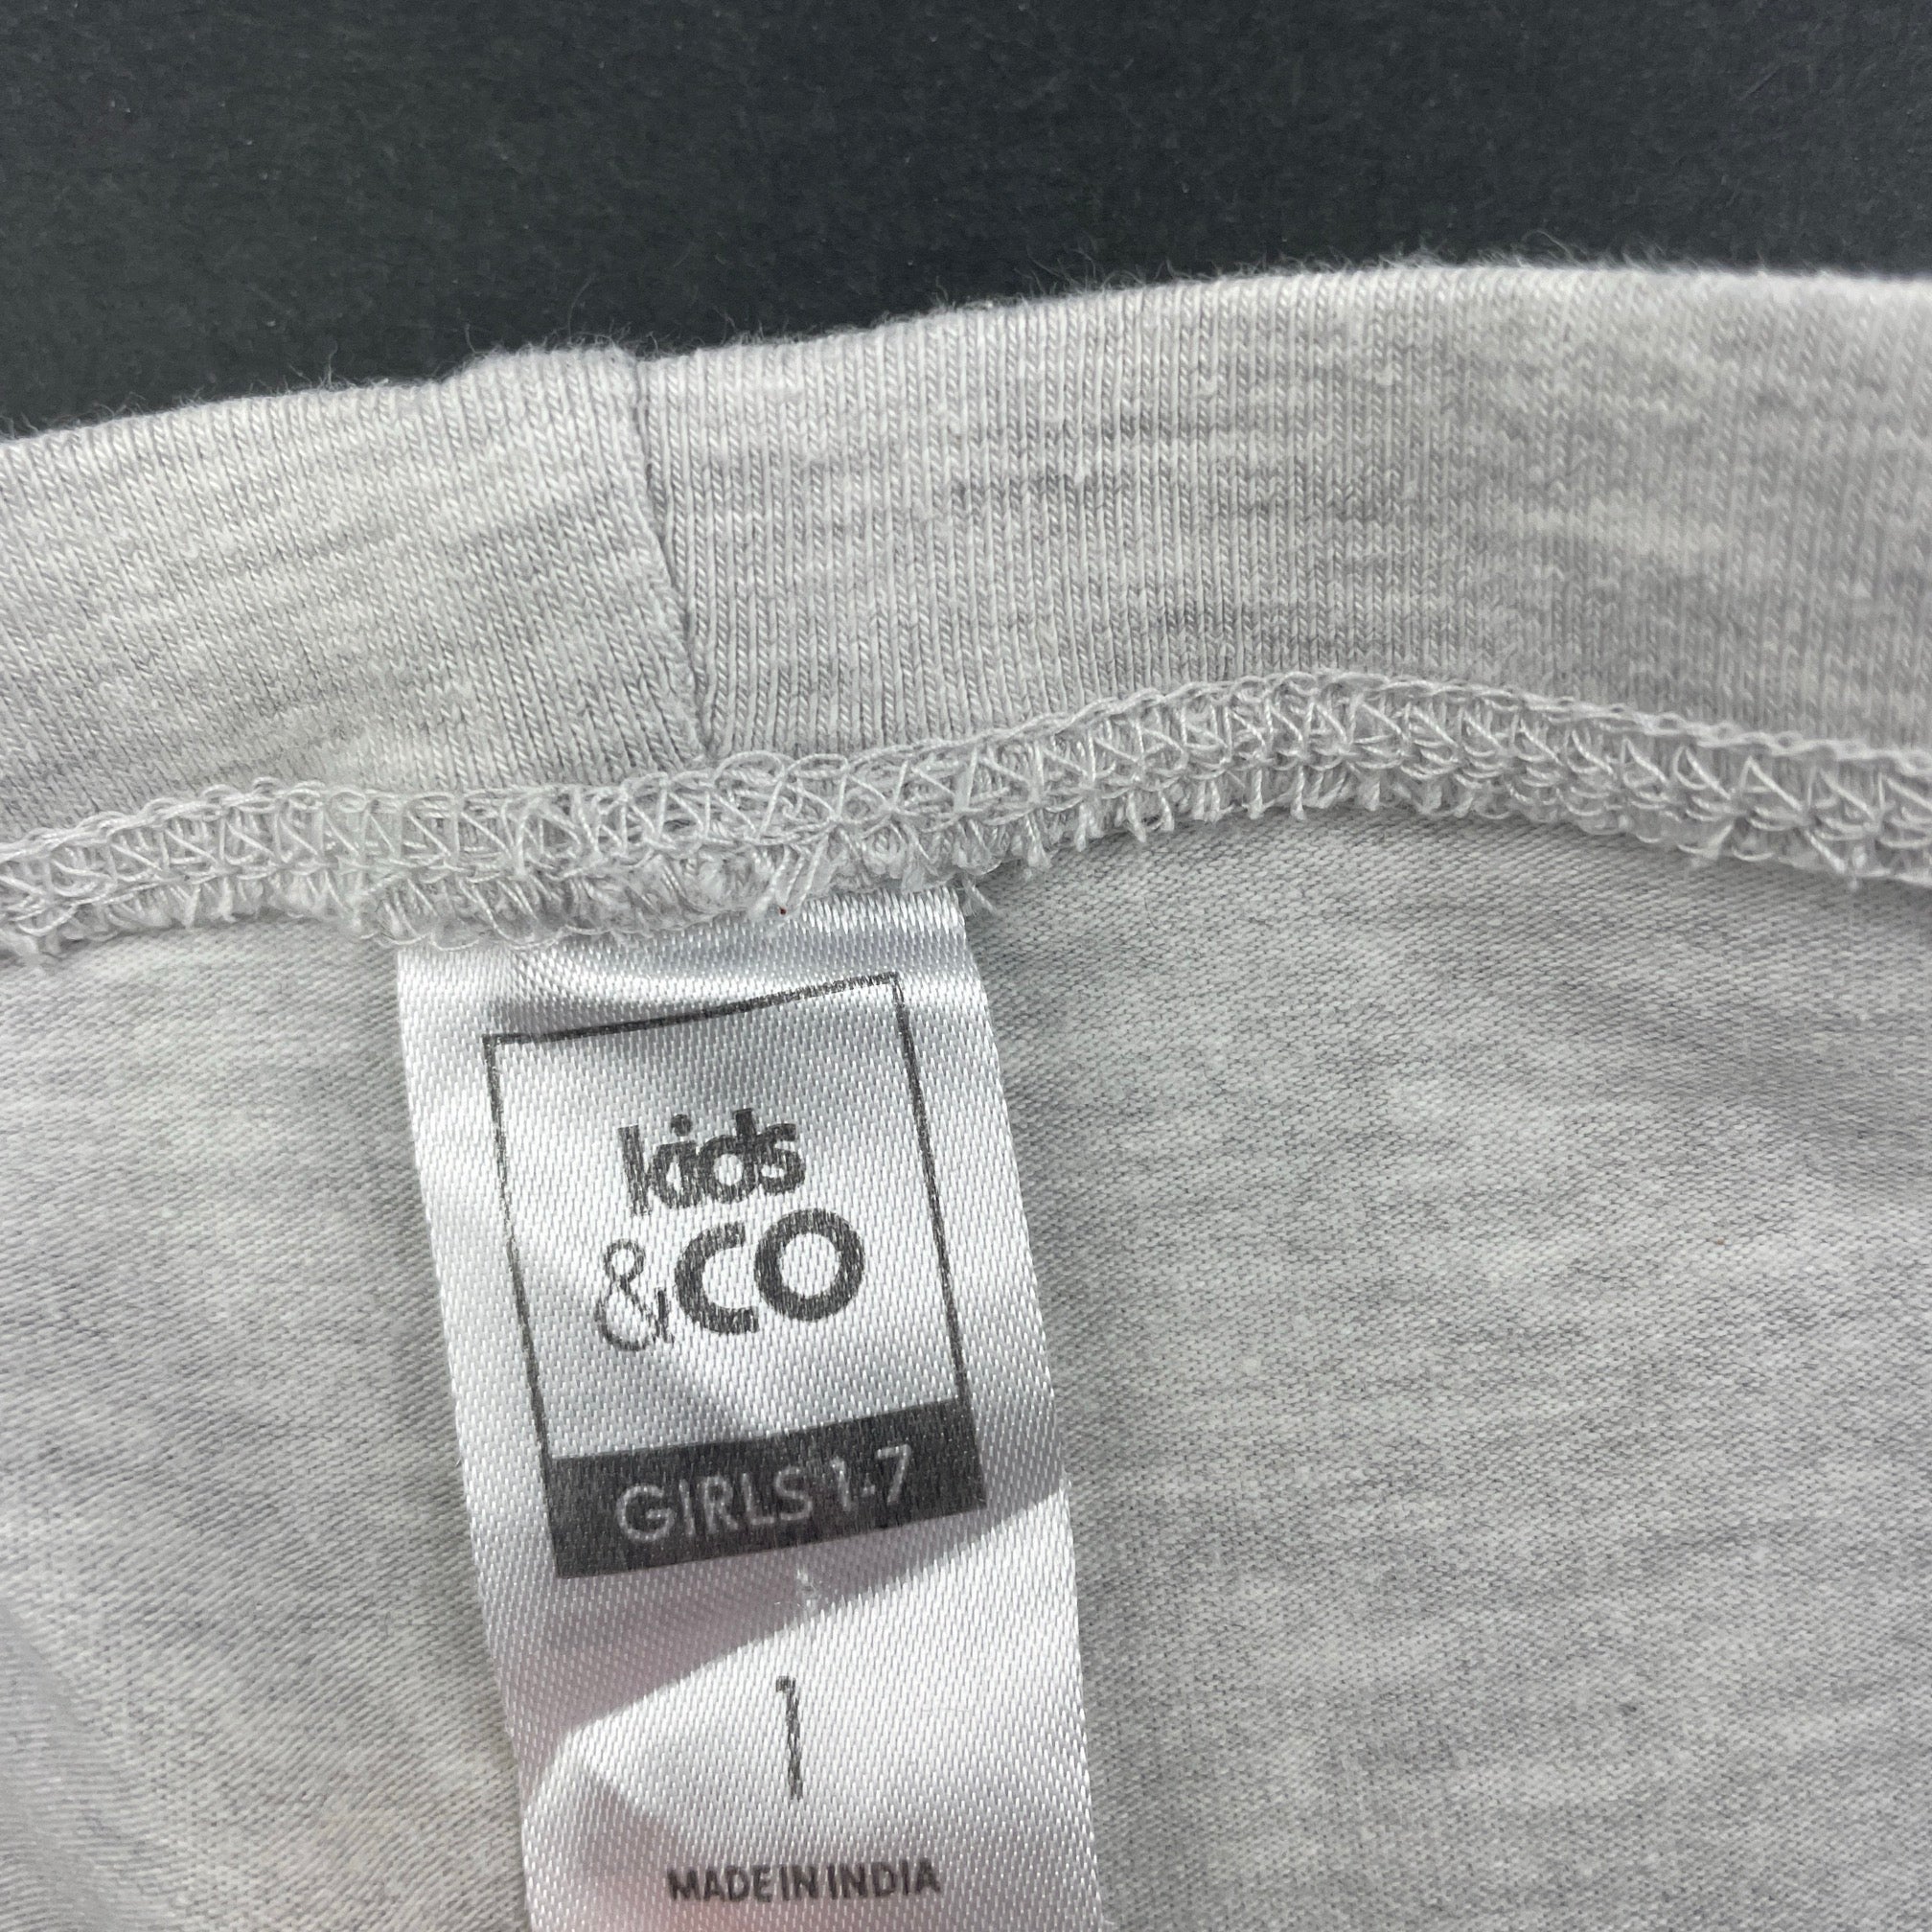 kids
&CO
GIRLS 1-7
1
MADE IN INDIA